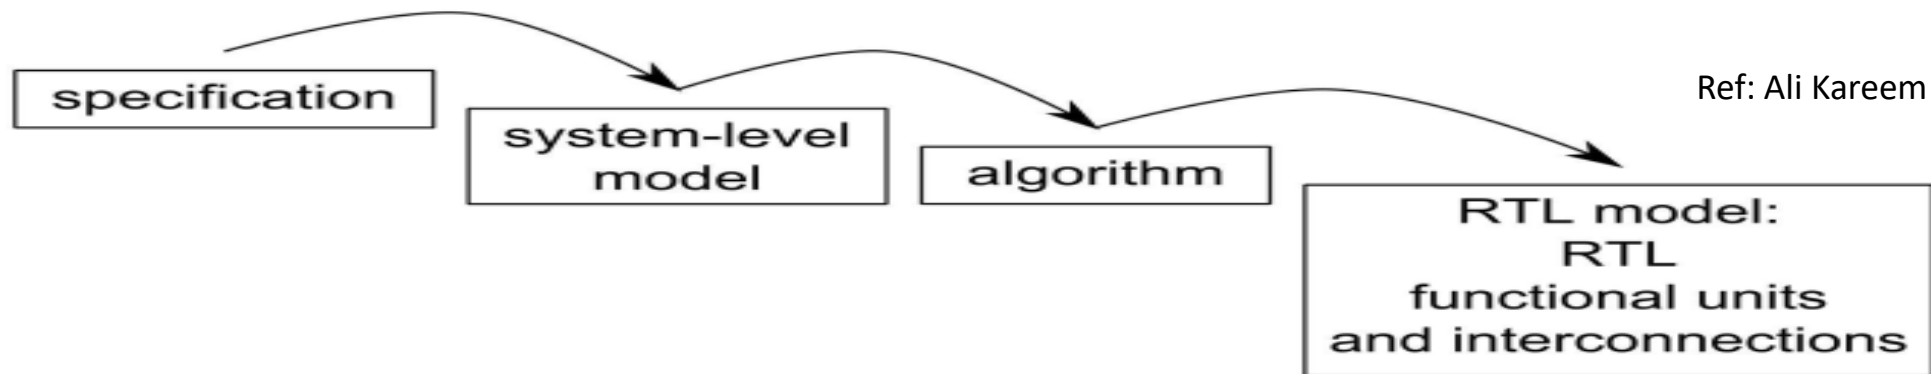 specification
system-level
model
algorithm
Ref: Ali Kareem
RTL model:
RTL
functional units
and interconnections